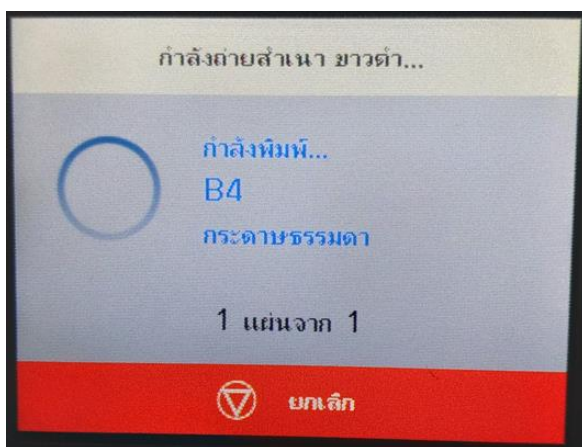 กำลังถ่ายสำเนา ขาวดำ...
กำลังพิมพ์...
B4
กระดาษธรรมดา
1 แผ่นจาก 1
ยกเลิก